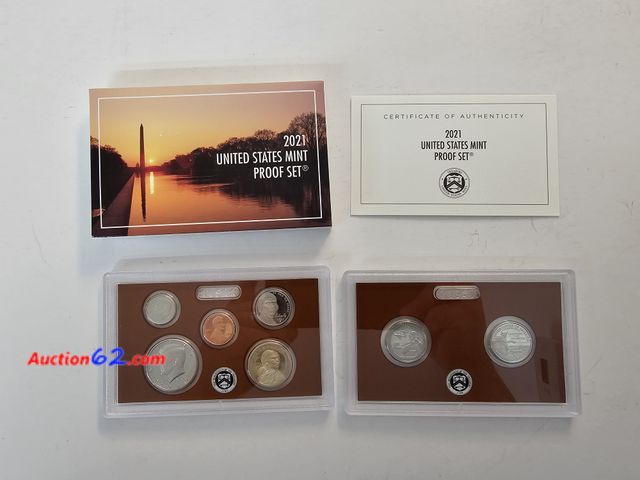 2021
UNITED STATES MINT
PROOF SET®
CERTIFICATE OF AUTHENTICITY
2021
UNITED STATES MINT
PROOF SET®
Auction62.com